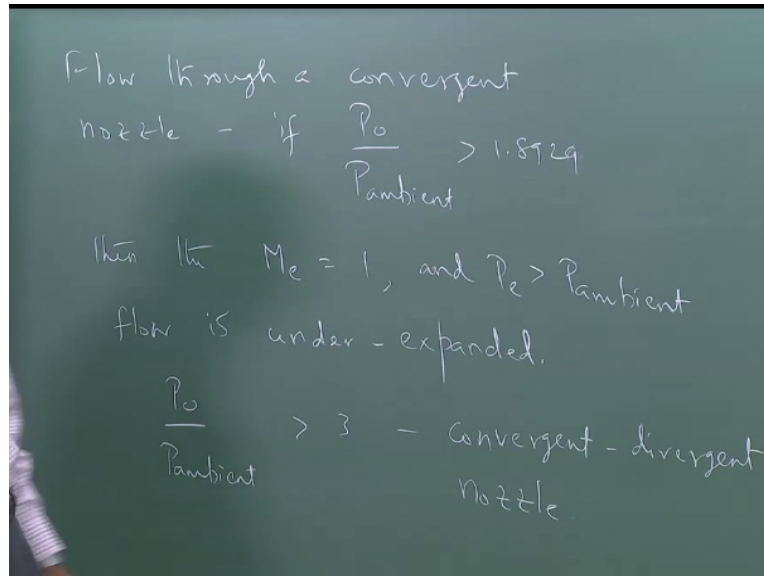 Flow through a convergent
nozzle - if P₀ / Pambient > 1.8929
Then the Me = 1, and Pe > Pambient
flow is under-expanded.
P₀ / Pambient > 3 - convergent-divergent
nozzle